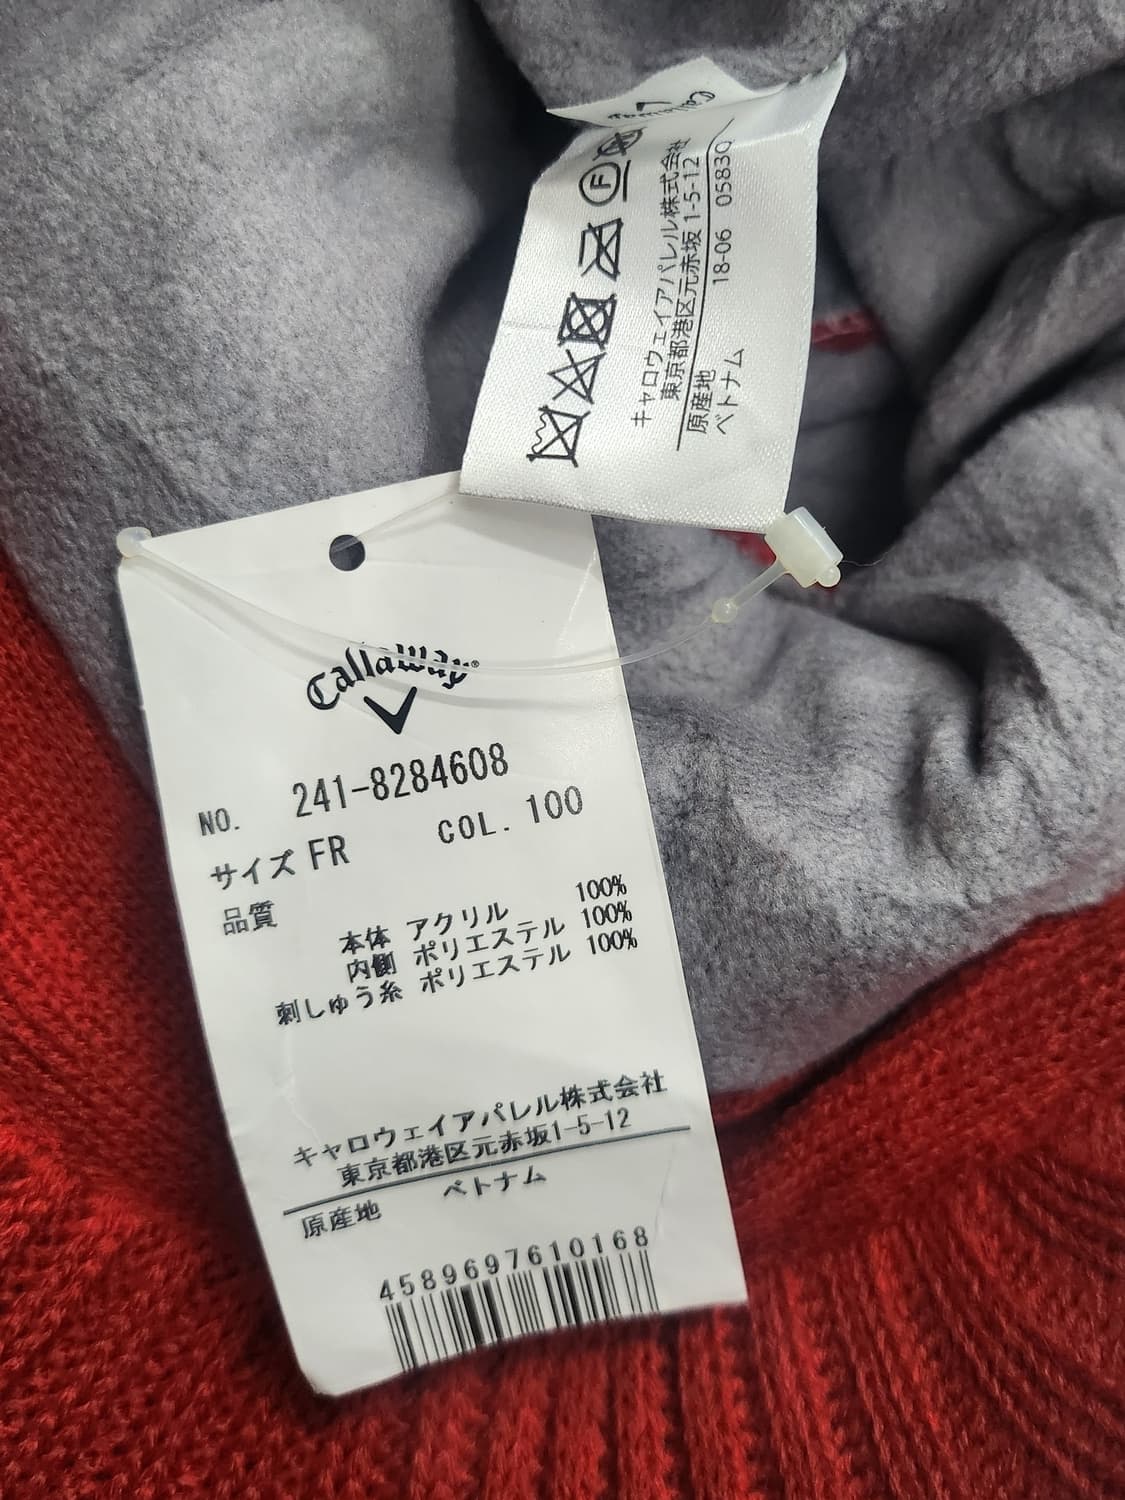 Callaway
Ⓕ
キャロウェイアパレル株式会社
東京都港区元赤坂 1-5-12
18-06 0583Q
原産地
ベトナム
Callaway®
NO. 241-8284608
サイズ FR COL. 100
品質
本体 アクリル 100%
内側 ポリエステル 100%
刺しゅう糸 ポリエステル 100%
キャロウェイアパレル株式会社
東京都港区元赤坂1-5-12
原産地 ベトナム
4589697610168